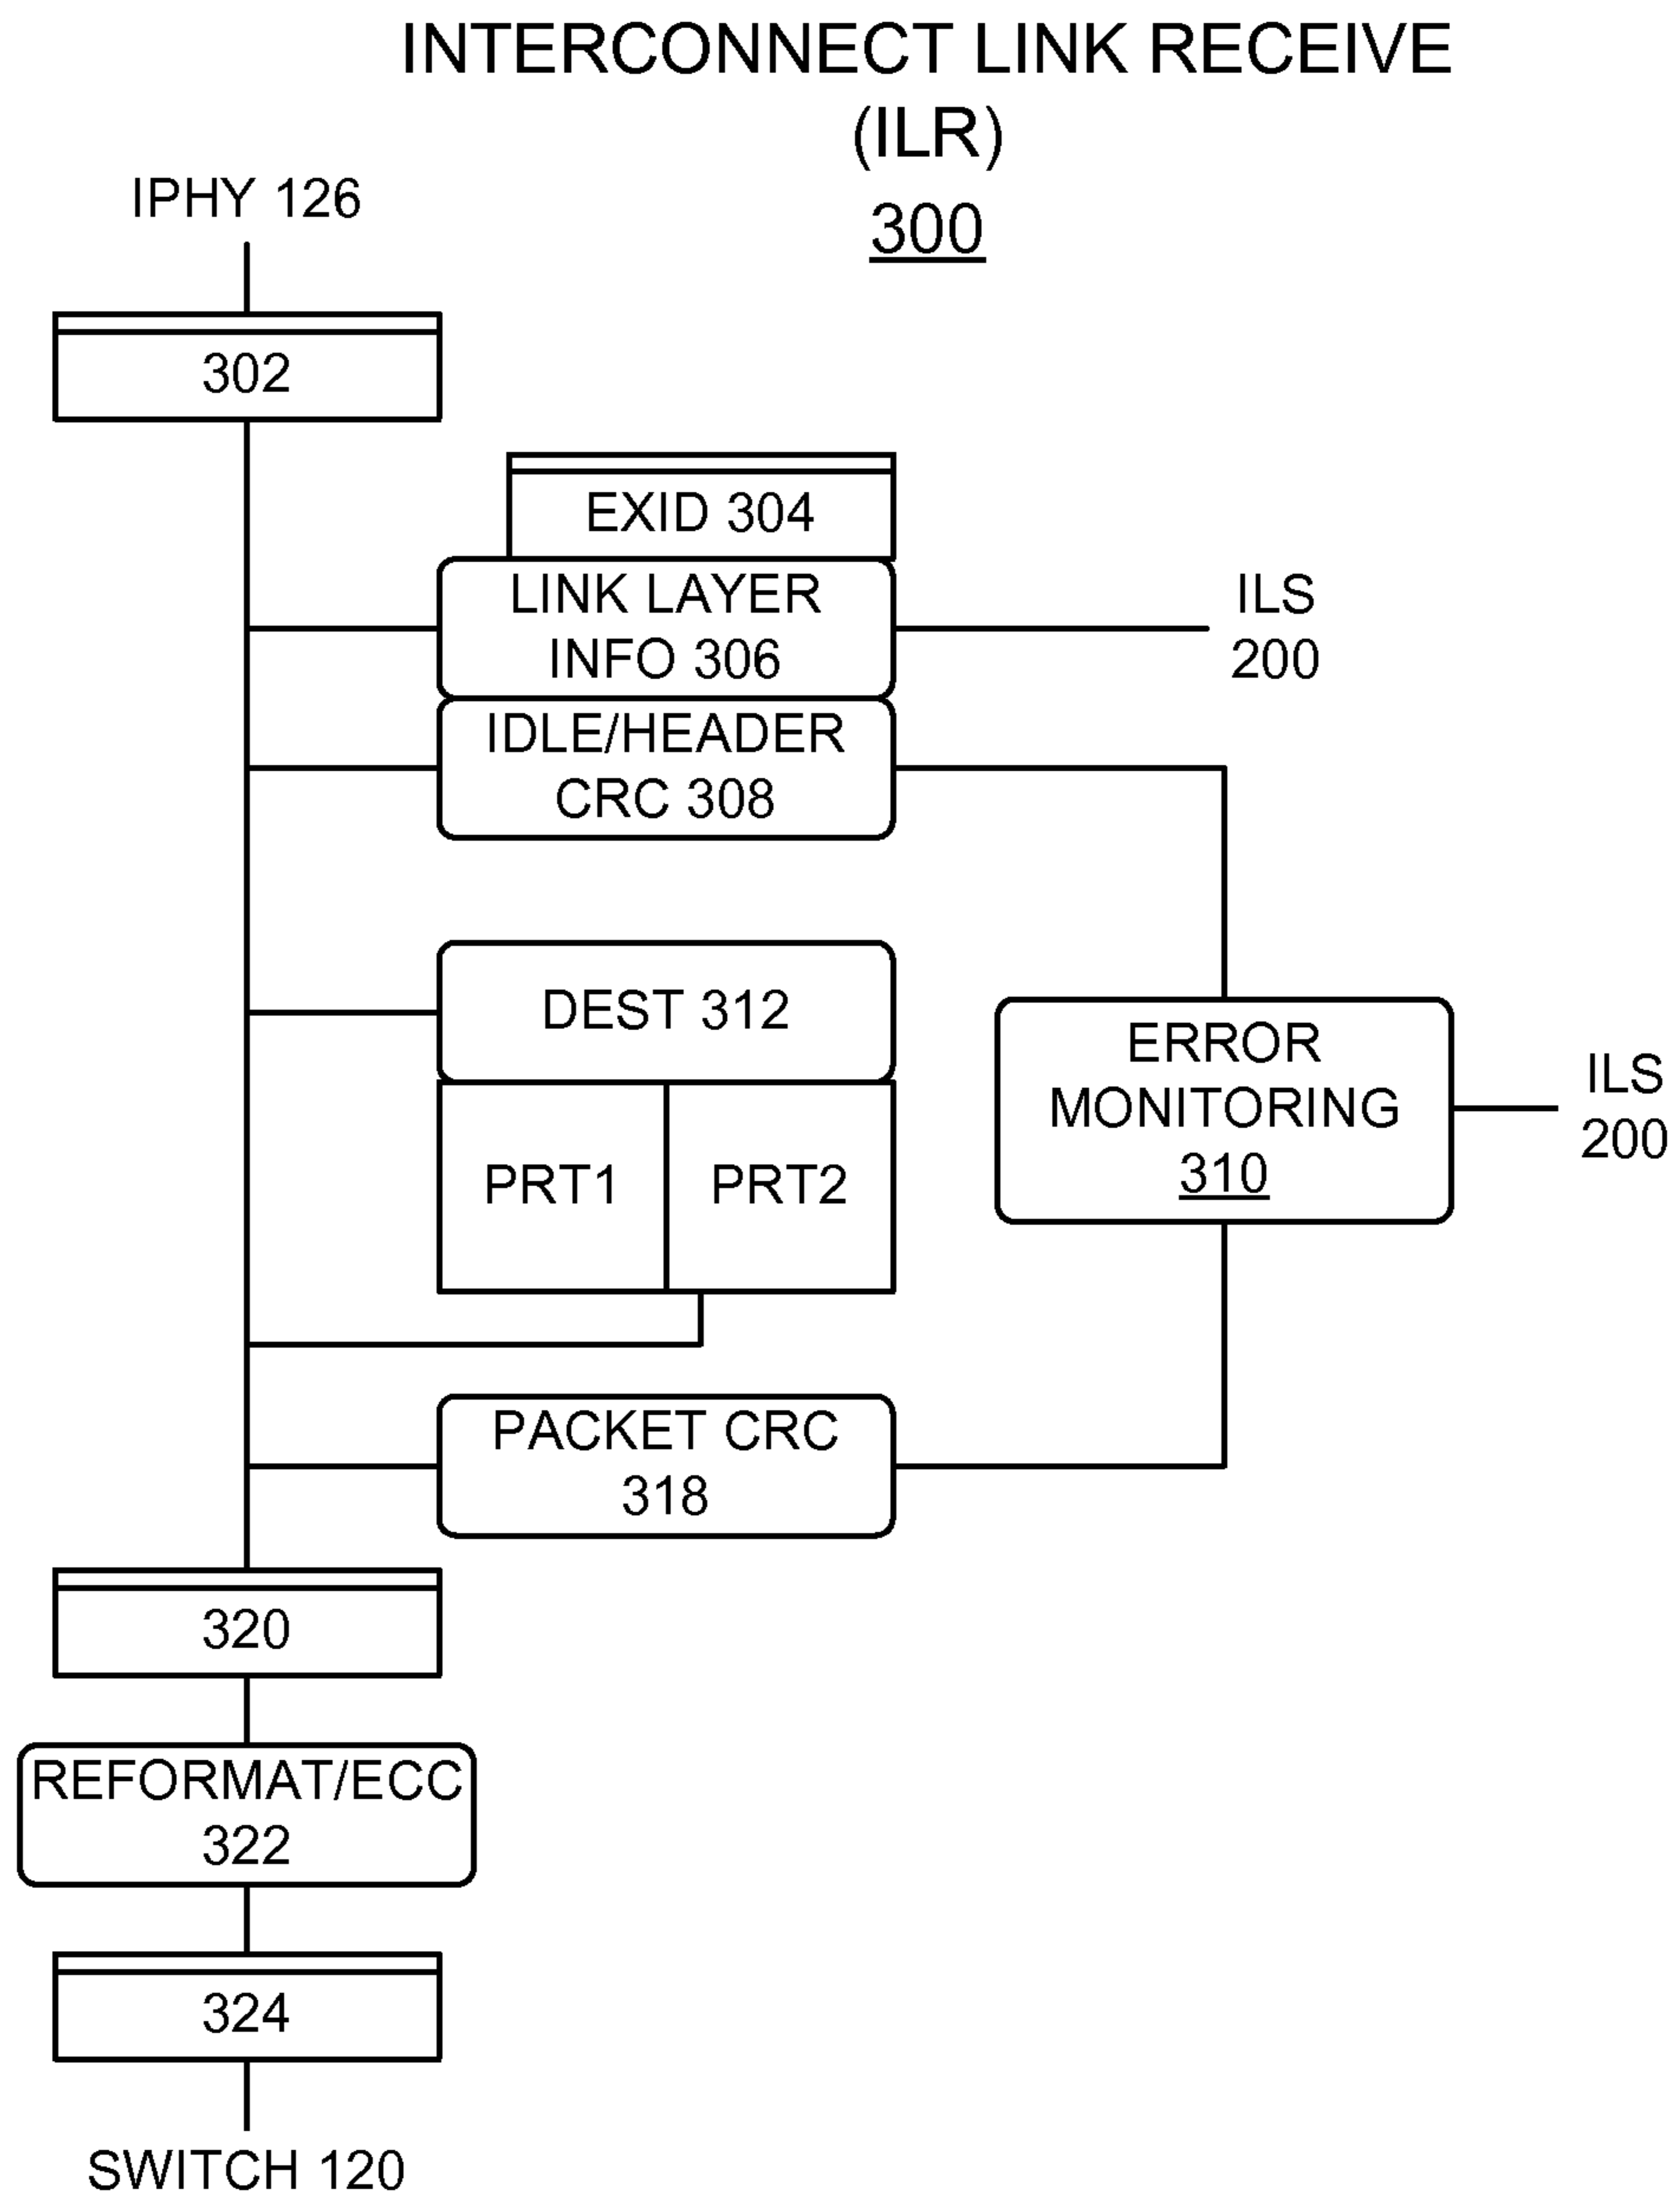 INTERCONNECT LINK RECEIVE
(ILR)
300
IPHY 126
302
EXID 304
LINK LAYER
INFO 306
ILS
200
IDLE/HEADER
CRC 308
DEST 312
PRT1
PRT2
ERROR
MONITORING
310
ILS
200
PACKET CRC
318
320
REFORMAT/ECC
322
324
SWITCH 120